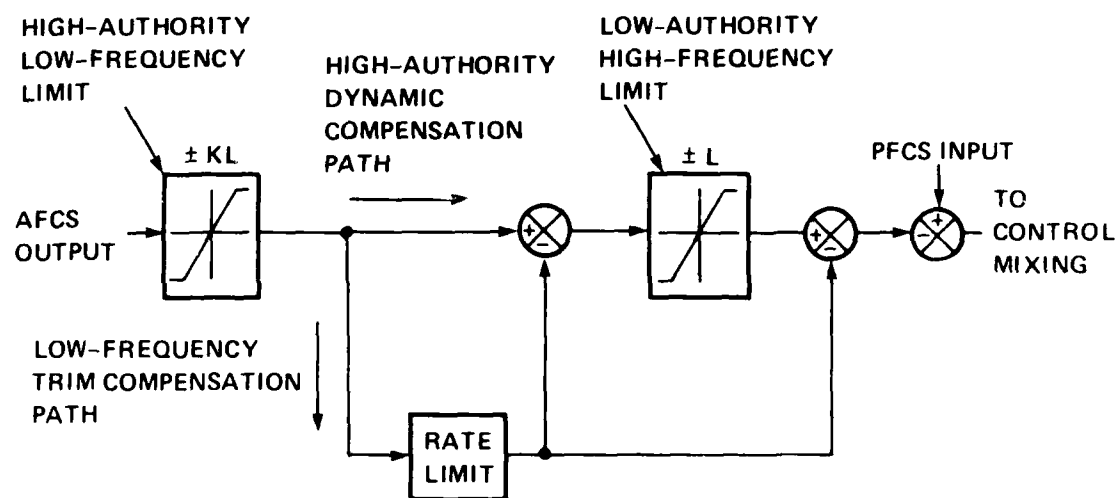 HIGH-AUTHORITY
LOW-FREQUENCY
LIMIT
± KL
HIGH-AUTHORITY
DYNAMIC
COMPENSATION
PATH
LOW-AUTHORITY
HIGH-FREQUENCY
LIMIT
± L
PFCS INPUT
AFCS
OUTPUT
+
−
+
−
+
−
TO
CONTROL
MIXING
LOW-FREQUENCY
TRIM COMPENSATION
PATH
RATE
LIMIT